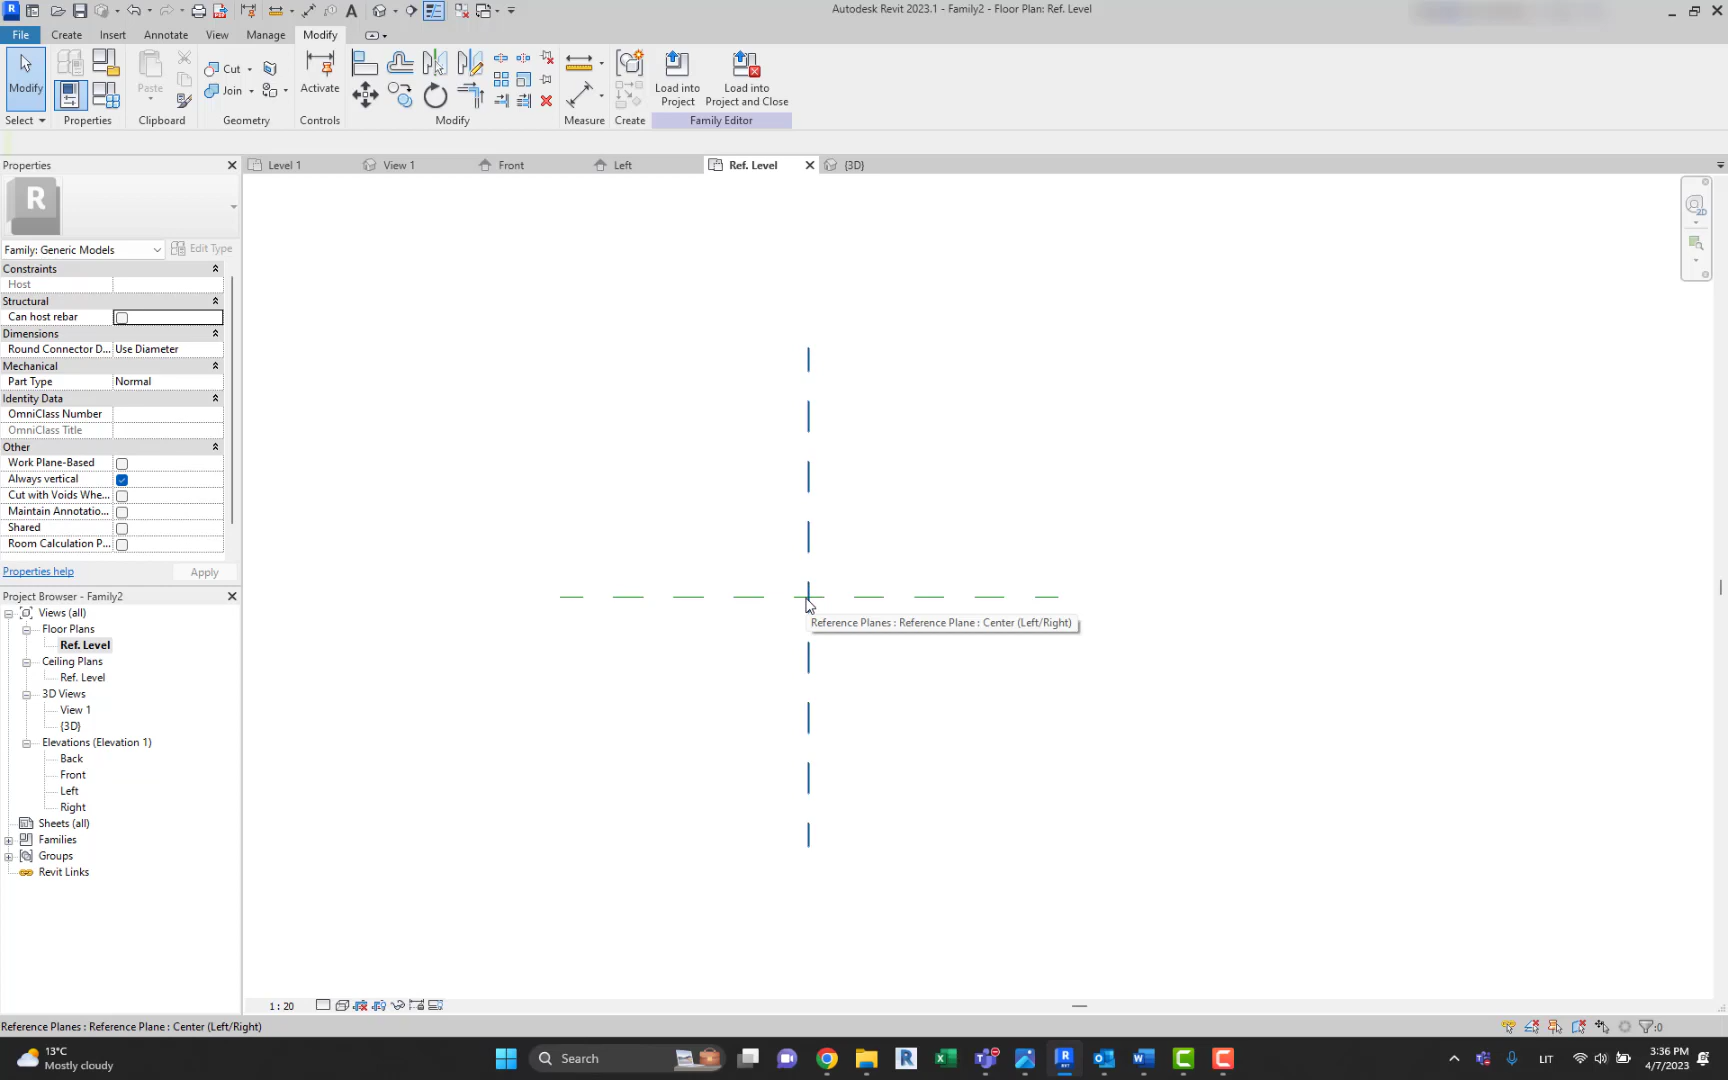 Autodesk Revit 2023.1 - Family2 - Floor Plan: Ref. Level
File Create Insert Annotate View Manage Modify
Modify
Cut
Join
Paste
Activate
Load into Project
Load into Project and Close
Select Properties Clipboard Geometry Controls Modify Measure Create Family Editor
Properties
Level 1 View 1 Front Left Ref. Level {3D}
R
Family: Generic Models Edit Type
Constraints
Host
Structural
Can host rebar
Dimensions
Round Connector D... Use Diameter
Mechanical
Part Type Normal
Identity Data
OmniClass Number
OmniClass Title
Other
Work Plane-Based
Always vertical
Cut with Voids Whe...
Maintain Annotatio...
Shared
Room Calculation P...
Properties help Apply
Project Browser - Family2
Views (all)
Floor Plans
Ref. Level
Ceiling Plans
Ref. Level
3D Views
View 1
{3D}
Elevations (Elevation 1)
Back
Front
Left
Right
Sheets (all)
Families
Groups
Revit Links
Reference Planes : Reference Plane : Center (Left/Right)
2D
1 : 20
Reference Planes : Reference Plane : Center (Left/Right)
:0
13°C
Mostly cloudy
Search
LIT
3:36 PM
4/7/2023